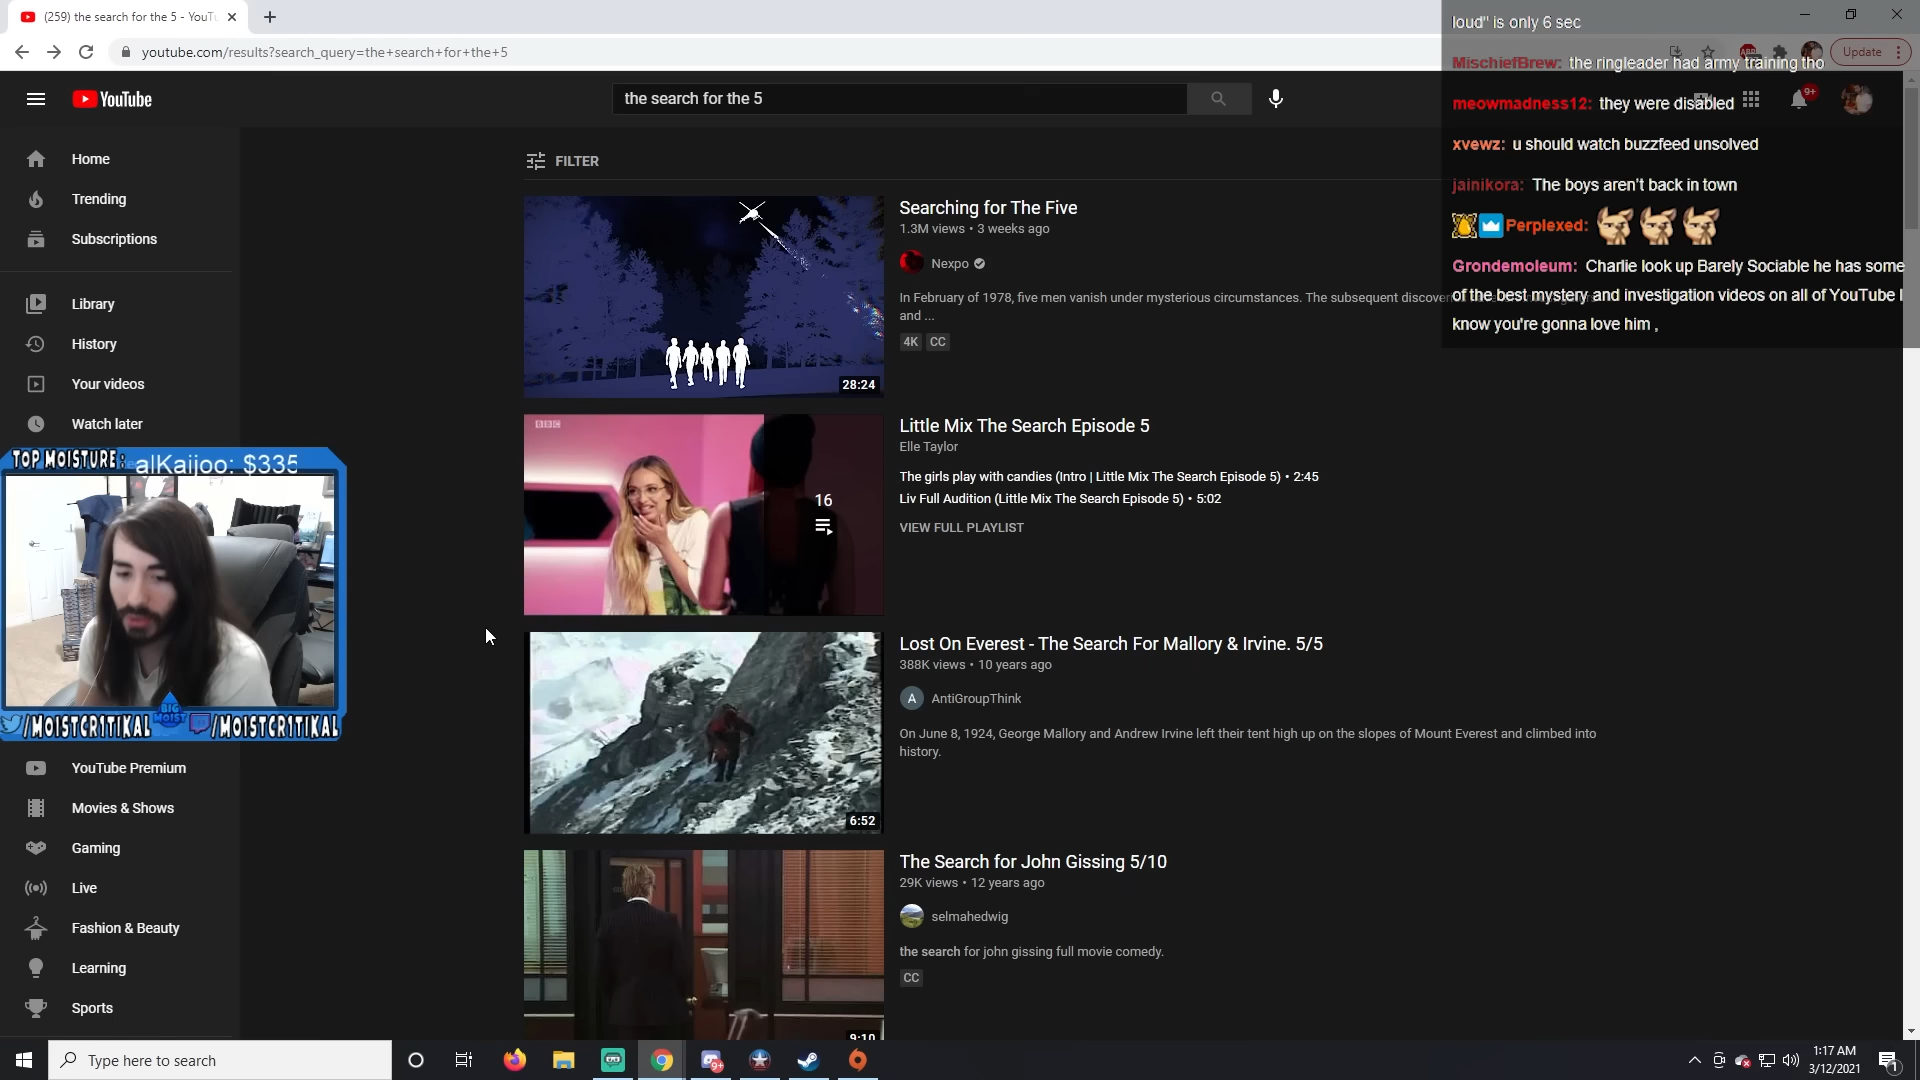 (259) the search for the 5 - YouTu
youtube.com/results?search_query=the+search+for+the+5
Update
YouTube
the search for the 5
9+
Home
Trending
Subscriptions
Library
History
Your videos
Watch later
YouTube Premium
Movies & Shows
Gaming
Live
Fashion & Beauty
Learning
Sports
TOP MOISTURE: alKaijoo: $335
BIG MOIST
/MOISTCR1TIKAL
/MOISTCR1TIKAL
FILTER
28:24
Searching for The Five
1.3M views • 3 weeks ago
Nexpo
In February of 1978, five men vanish under mysterious circumstances. The subsequent discover
and ...
4K CC
BBC
16
Little Mix The Search Episode 5
Elle Taylor
The girls play with candies (Intro | Little Mix The Search Episode 5) • 2:45
Liv Full Audition (Little Mix The Search Episode 5) • 5:02
VIEW FULL PLAYLIST
6:52
Lost On Everest - The Search For Mallory & Irvine. 5/5
388K views • 10 years ago
A AntiGroupThink
On June 8, 1924, George Mallory and Andrew Irvine left their tent high up on the slopes of Mount Everest and climbed into
history.
9:10
The Search for John Gissing 5/10
29K views • 12 years ago
selmahedwig
the search for john gissing full movie comedy.
CC
loud" is only 6 sec
MischiefBrew: the ringleader had army training tho
meowmadness12: they were disabled
xvewz: u should watch buzzfeed unsolved
jainikora: The boys aren't back in town
Perplexed:
Grondemoleum: Charlie look up Barely Sociable he has some
of the best mystery and investigation videos on all of YouTube I
know you're gonna love him ,
Type here to search
9+
1:17 AM
3/12/2021
1